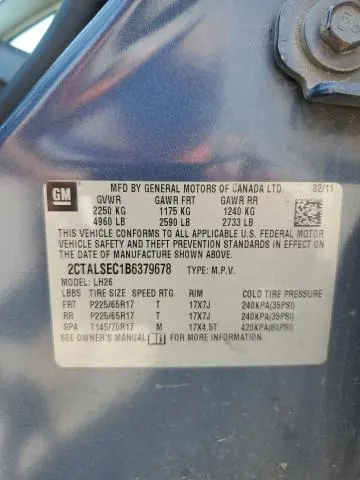 GM
MFD BY GENERAL MOTORS OF CANADA LTD. 02/11
GVWR GAWR FRT GAWR RR
2250 KG 1175 KG 1240 KG
4960 LB 2590 LB 2733 LB
THIS VEHICLE CONFORMS TO ALL APPLICABLE U.S. FEDERAL MOTOR
VEHICLE SAFETY, BUMPER, AND THEFT PREVENTION STANDARDS IN
EFFECT ON THE DATE OF MANUFACTURE SHOWN ABOVE.
2CTALSEC1B6379678 TYPE: M.P.V.
MODEL: LH26
LBBS TIRE SIZE SPEED RTG RIM COLD TIRE PRESSURE
FRT P225/65R17 T 17X7J 240KPA(35PSI)
RR P225/65R17 T 17X7J 240KPA(35PSI)
SPA T145/70R17 M 17X4.5T 420KPA(60PSI)
SEE OWNER'S MANUAL FOR MORE INFORMATION.